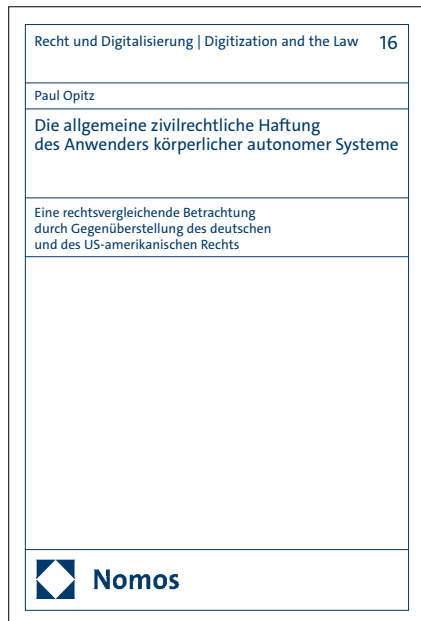 Recht und Digitalisierung | Digitization and the Law 16
Paul Opitz
Die allgemeine zivilrechtliche Haftung
des Anwenders körperlicher autonomer Systeme
Eine rechtsvergleichende Betrachtung
durch Gegenüberstellung des deutschen
und des US-amerikanischen Rechts
Nomos